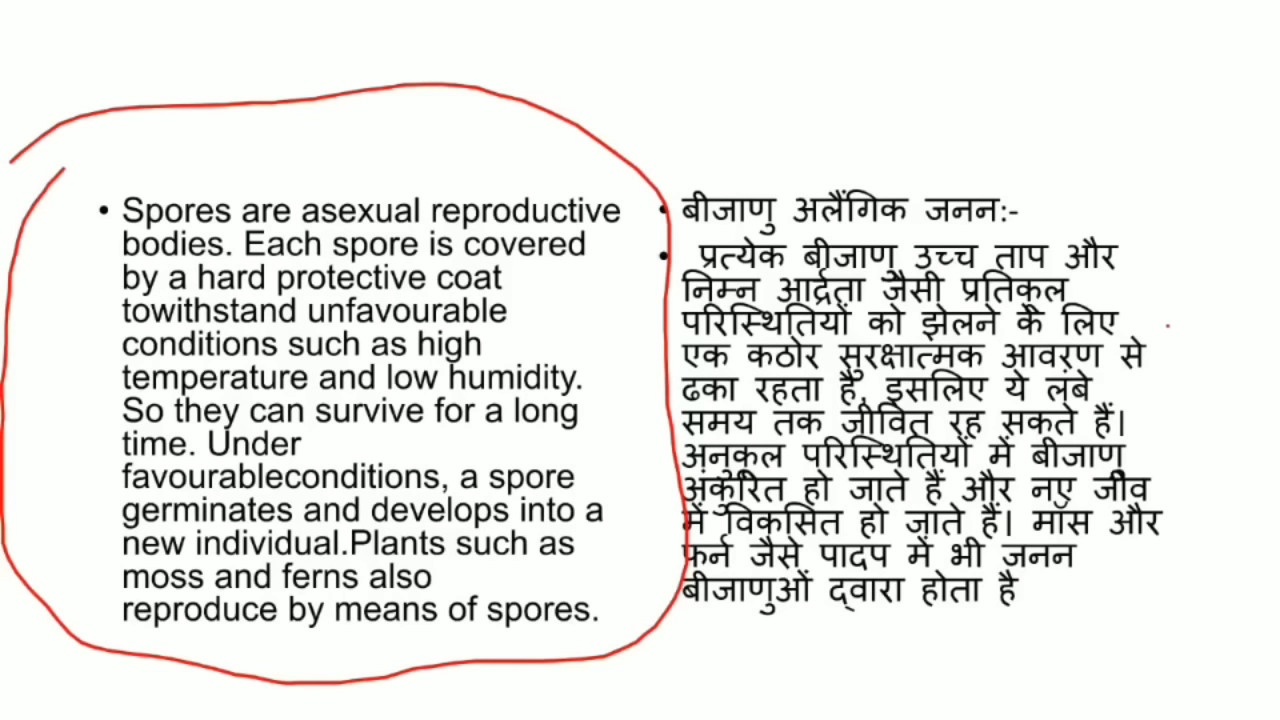 • Spores are asexual reproductive
bodies. Each spore is covered
by a hard protective coat
towithstand unfavourable
conditions such as high
temperature and low humidity.
So they can survive for a long
time. Under
favourableconditions, a spore
germinates and develops into a
new individual.Plants such as
moss and ferns also
reproduce by means of spores.
• बीजाणु अलैंगिक जनन:-
• प्रत्येक बीजाणु उच्च ताप और
निम्न आर्द्रता जैसी प्रतिकूल
परिस्थितियों को झेलने के लिए
एक कठोर सुरक्षात्मक आवरण से
ढका रहता है, इसलिए ये लंबे
समय तक जीवित रह सकते हैं।
अनुकूल परिस्थितियों में बीजाणु
अंकुरित हो जाते हैं और नए जीव
में विकसित हो जाते हैं। मॉस और
फर्न जैसे पादप में भी जनन
बीजाणुओं द्वारा होता है